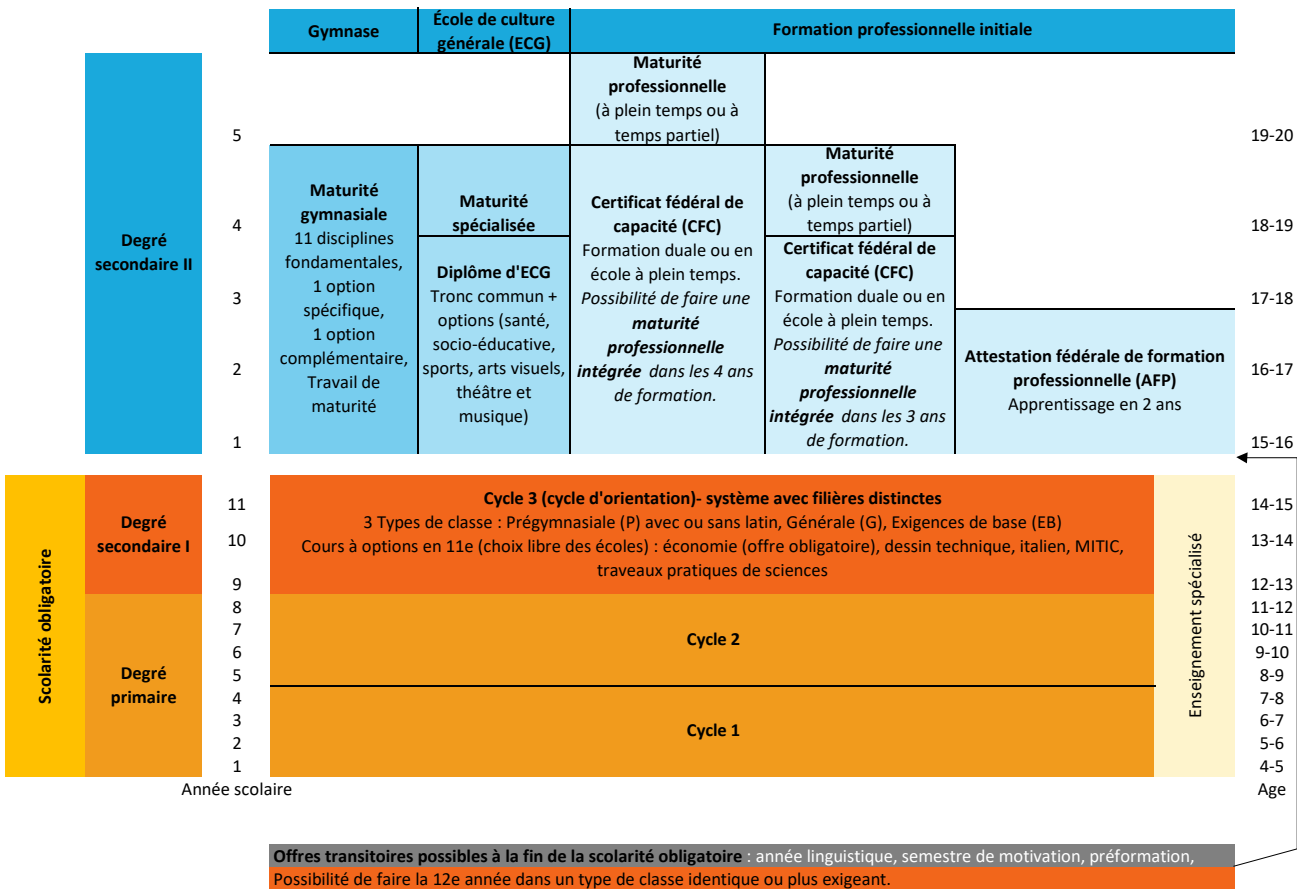 Gymnase
École de culture
générale (ECG)
Formation professionnelle initiale
Degré
secondaire II
5
4
3
2
1
Maturité
gymnasiale
11 disciplines
fondamentales,
1 option
spécifique,
1 option
complémentaire,
Travail de
maturité
Maturité
spécialisée
Diplôme d'ECG
Tronc commun +
options (santé,
socio-éducative,
sports, arts visuels,
théâtre et
musique)
Maturité
professionnelle
(à plein temps ou à
temps partiel)
Certificat fédéral de
capacité (CFC)
Formation duale ou en
école à plein temps.
Possibilité de faire une
maturité
professionnelle
intégrée dans les 4 ans
de formation.
Maturité
professionnelle
(à plein temps ou à
temps partiel)
Certificat fédéral de
capacité (CFC)
Formation duale ou en
école à plein temps.
Possibilité de faire une
maturité
professionnelle
intégrée dans les 3 ans
de formation.
Attestation fédérale de formation
professionnelle (AFP)
Apprentissage en 2 ans
19-20
18-19
17-18
16-17
15-16
Scolarité obligatoire
Degré
secondaire I
11
10
9
Cycle 3 (cycle d'orientation)- système avec filières distinctes
3 Types de classe : Prégymnasiale (P) avec ou sans latin, Générale (G), Exigences de base (EB)
Cours à options en 11e (choix libre des écoles) : économie (offre obligatoire), dessin technique, italien, MITIC,
traveaux pratiques de sciences
Enseignement spécialisé
14-15
13-14
12-13
Degré
primaire
8
7
6
5
4
3
2
1
Cycle 2
Cycle 1
11-12
10-11
9-10
8-9
7-8
6-7
5-6
4-5
Année scolaire
Age
Offres transitoires possibles à la fin de la scolarité obligatoire : année linguistique, semestre de motivation, préformation,
Possibilité de faire la 12e année dans un type de classe identique ou plus exigeant.